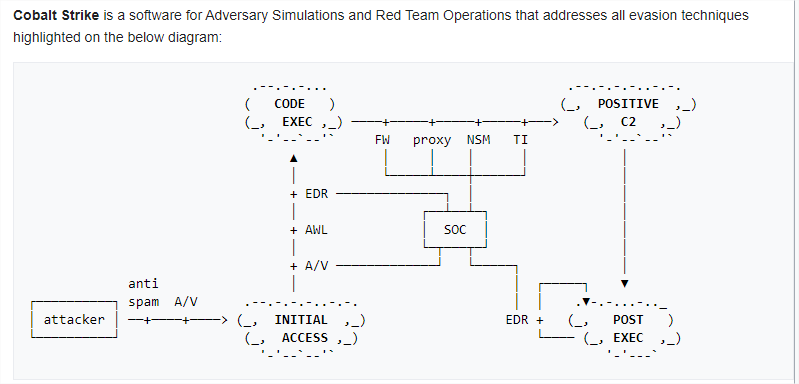 Cobalt Strike is a software for Adversary Simulations and Red Team Operations that addresses all evasion techniques
highlighted on the below diagram:
CODE
EXEC
POSITIVE
C2
FW proxy NSM TI
EDR
AWL
SOC
A/V
anti
spam A/V
attacker
INITIAL
ACCESS
EDR
POST
EXEC